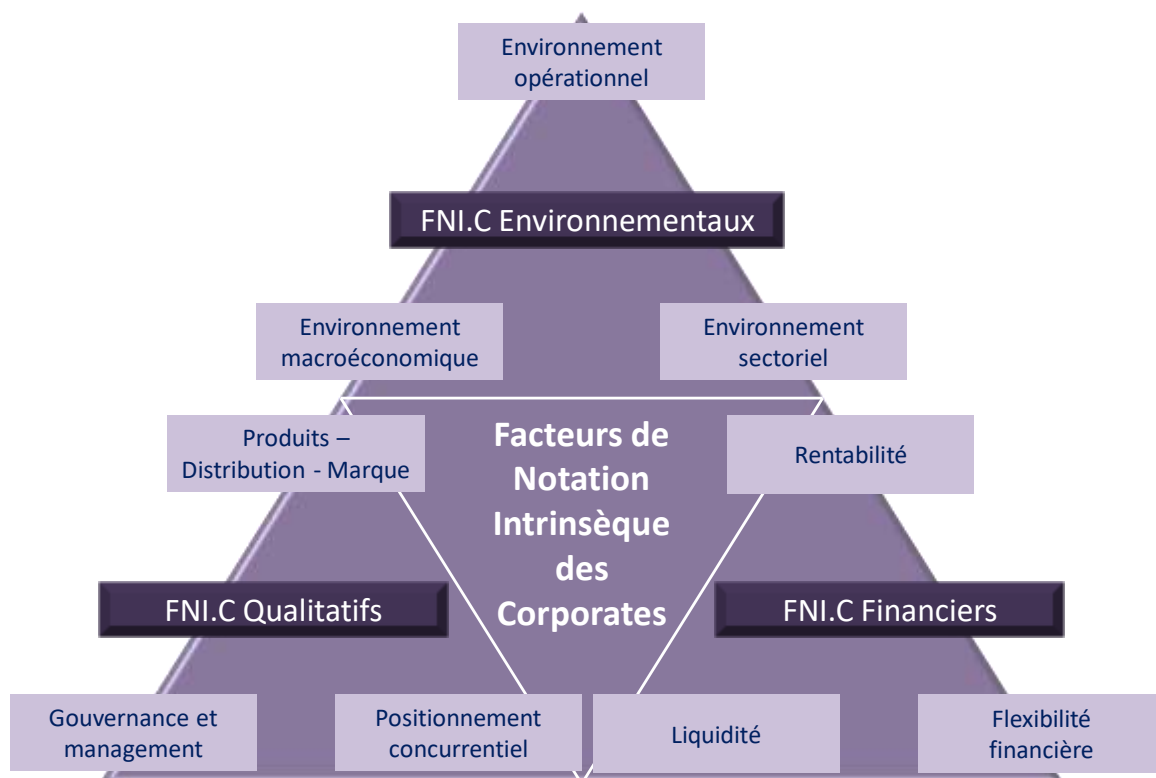 Environnement
opérationnel
FNI.C Environnementaux
Environnement
macroéconomique
Environnement
sectoriel
Produits –
Distribution - Marque
Facteurs de
Notation
Intrinsèque
des
Corporates
Rentabilité
FNI.C Qualitatifs
FNI.C Financiers
Gouvernance et
management
Positionnement
concurrentiel
Liquidité
Flexibilité
financière